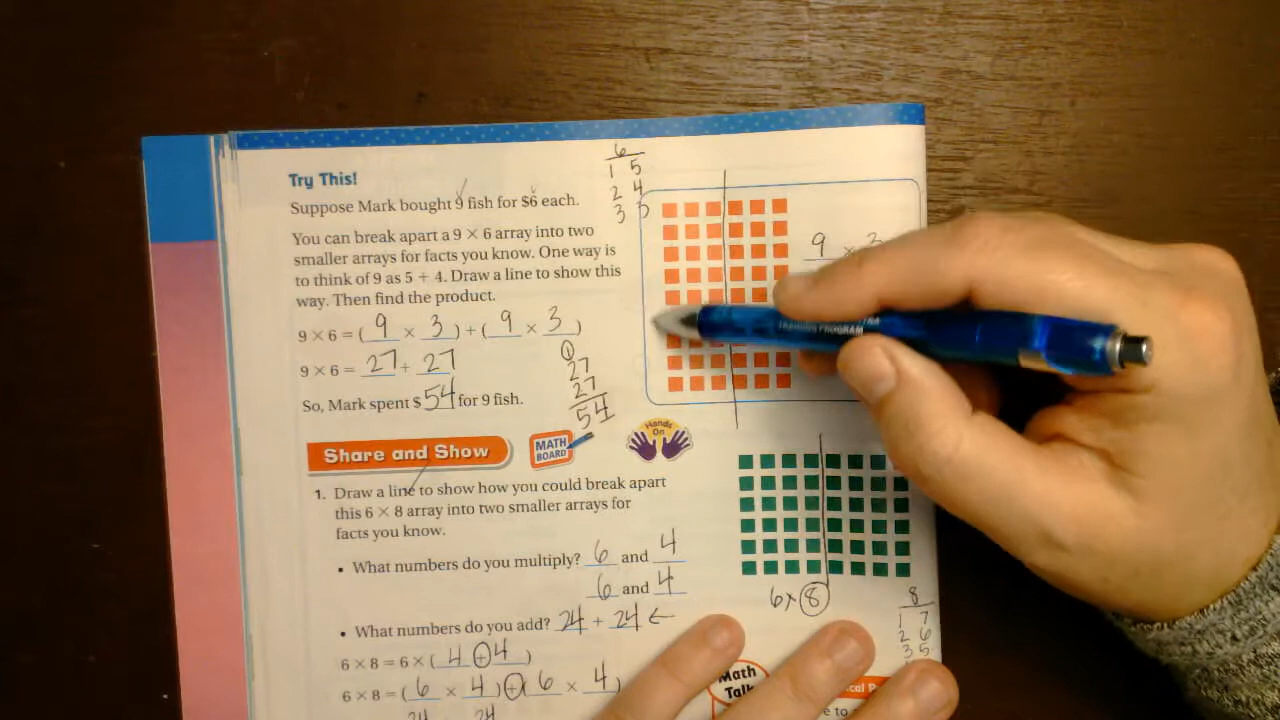 Try This!
Suppose Mark bought 9 fish for $6 each.
You can break apart a 9 × 6 array into two
smaller arrays for facts you know. One way is
to think of 9 as 5 + 4. Draw a line to show this
way. Then find the product.
9 × 6 = ( 9 × 3 ) + ( 9 × 3 )
9 × 6 = 27 + 27
So, Mark spent $ 54 for 9 fish.
6
1 5
2 4
3 3
1
27
27
54
9 × 3
TRAINING PROGRAM
Share and Show
MATH
BOARD
Hands
On
1. Draw a line to show how you could break apart
this 6 × 8 array into two smaller arrays for
facts you know.
• What numbers do you multiply? 6 and 4
6 and 4
• What numbers do you add? 24 + 24 ←
6 × 8 = 6 × ( 4 + 4 )
6 × 8 = ( 6 × 4 ) + ( 6 × 4 )
24 24
6 × 8
8
1 7
2 6
3 5
Math
Talk